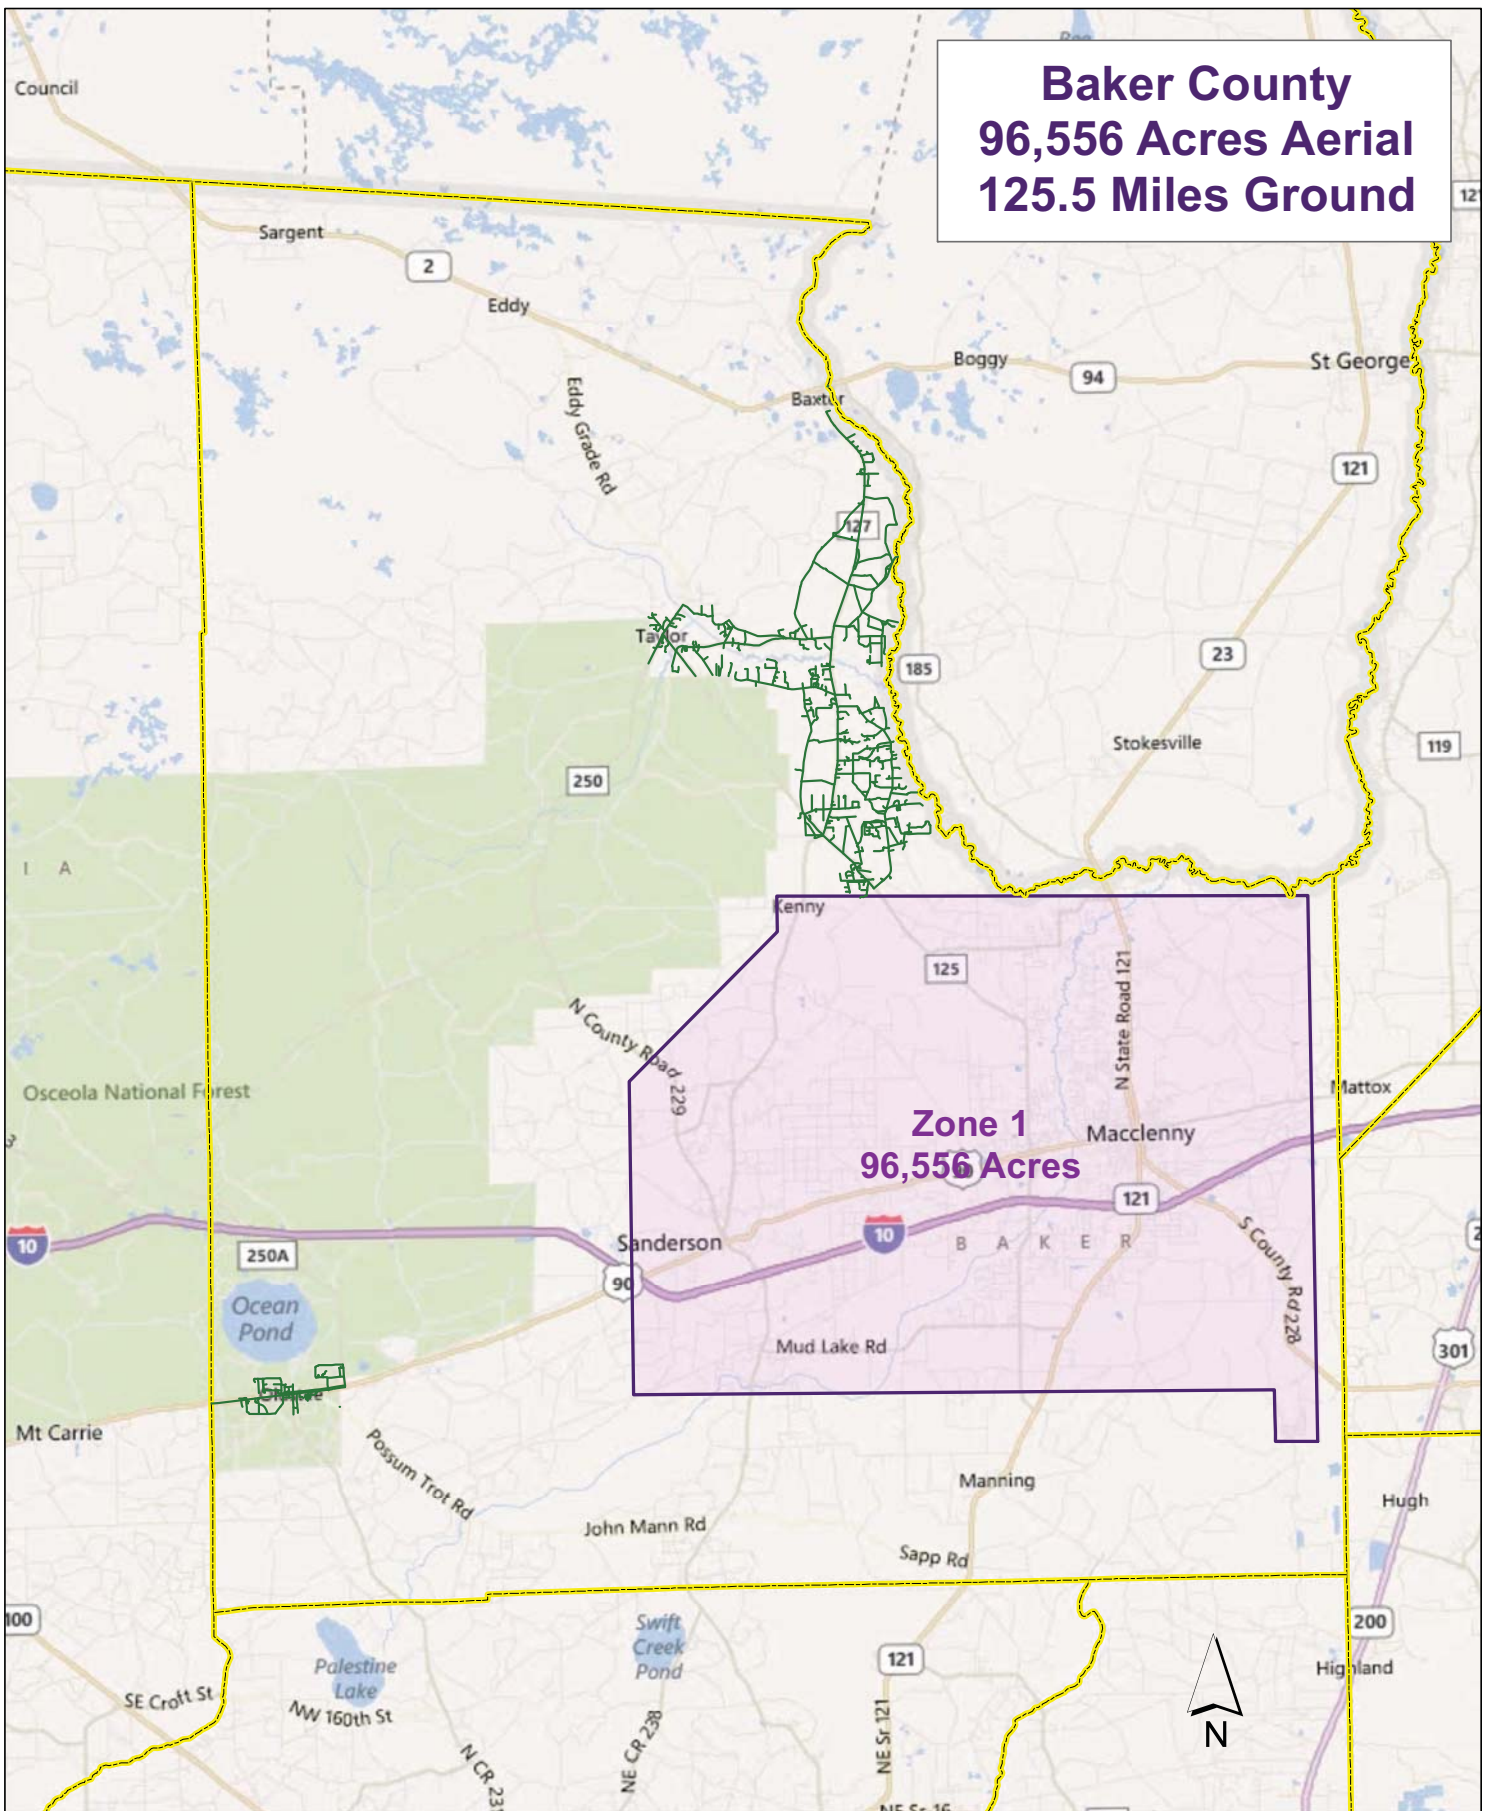 Baker County
96,556 Acres Aerial
125.5 Miles Ground
Council
Sargent
2
Eddy
Eddy Grade Rd
Boggy
94
St George
Baxter
121
127
Taylor
185
23
Stokesville
119
250
I A
Kenny
125
N State Road 121
N County Road 229
Osceola National Forest
Mattox
Zone 1
96,556 Acres
Macclenny
121
10
250A
Sanderson
90
10
B A K E R
S County Rd 228
Ocean
Pond
Mud Lake Rd
301
Mt Carrie
Possum Trot Rd
Manning
Hugh
John Mann Rd
Sapp Rd
100
Swift
Creek
Pond
200
Palestine
Lake
121
Highland
SE Croft St
NW 160th St
N
N CR 231
NE CR 238
NE Sr 121